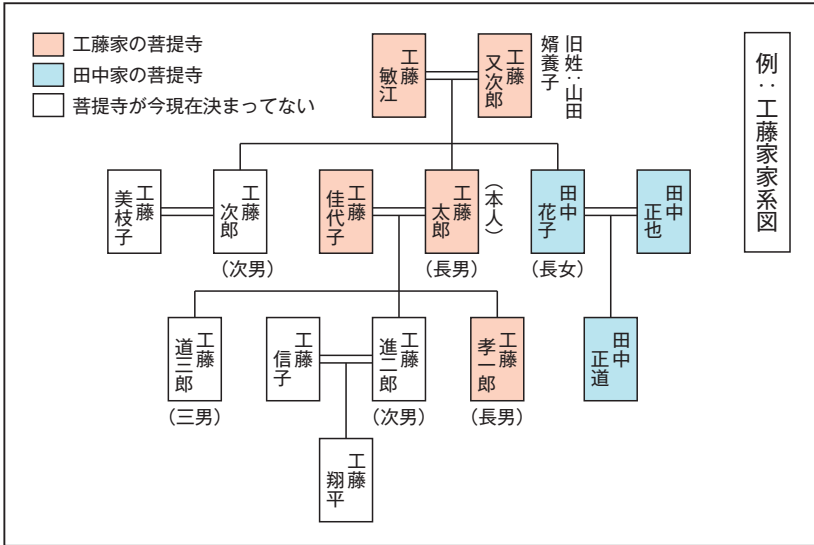 例：工藤家家系図
工藤家の菩提寺
田中家の菩提寺
菩提寺が今現在決まってない
旧姓：山田
婿養子
工藤
又次郎
工藤
敏江
田中
正也
田中
花子
(長女)
(本人)
工藤
太郎
(長男)
工藤
佳代子
工藤
次郎
(次男)
工藤
美枝子
田中
正道
工藤
孝一郎
(長男)
工藤
進二郎
(次男)
工藤
信子
工藤
道三郎
(三男)
工藤
翔平